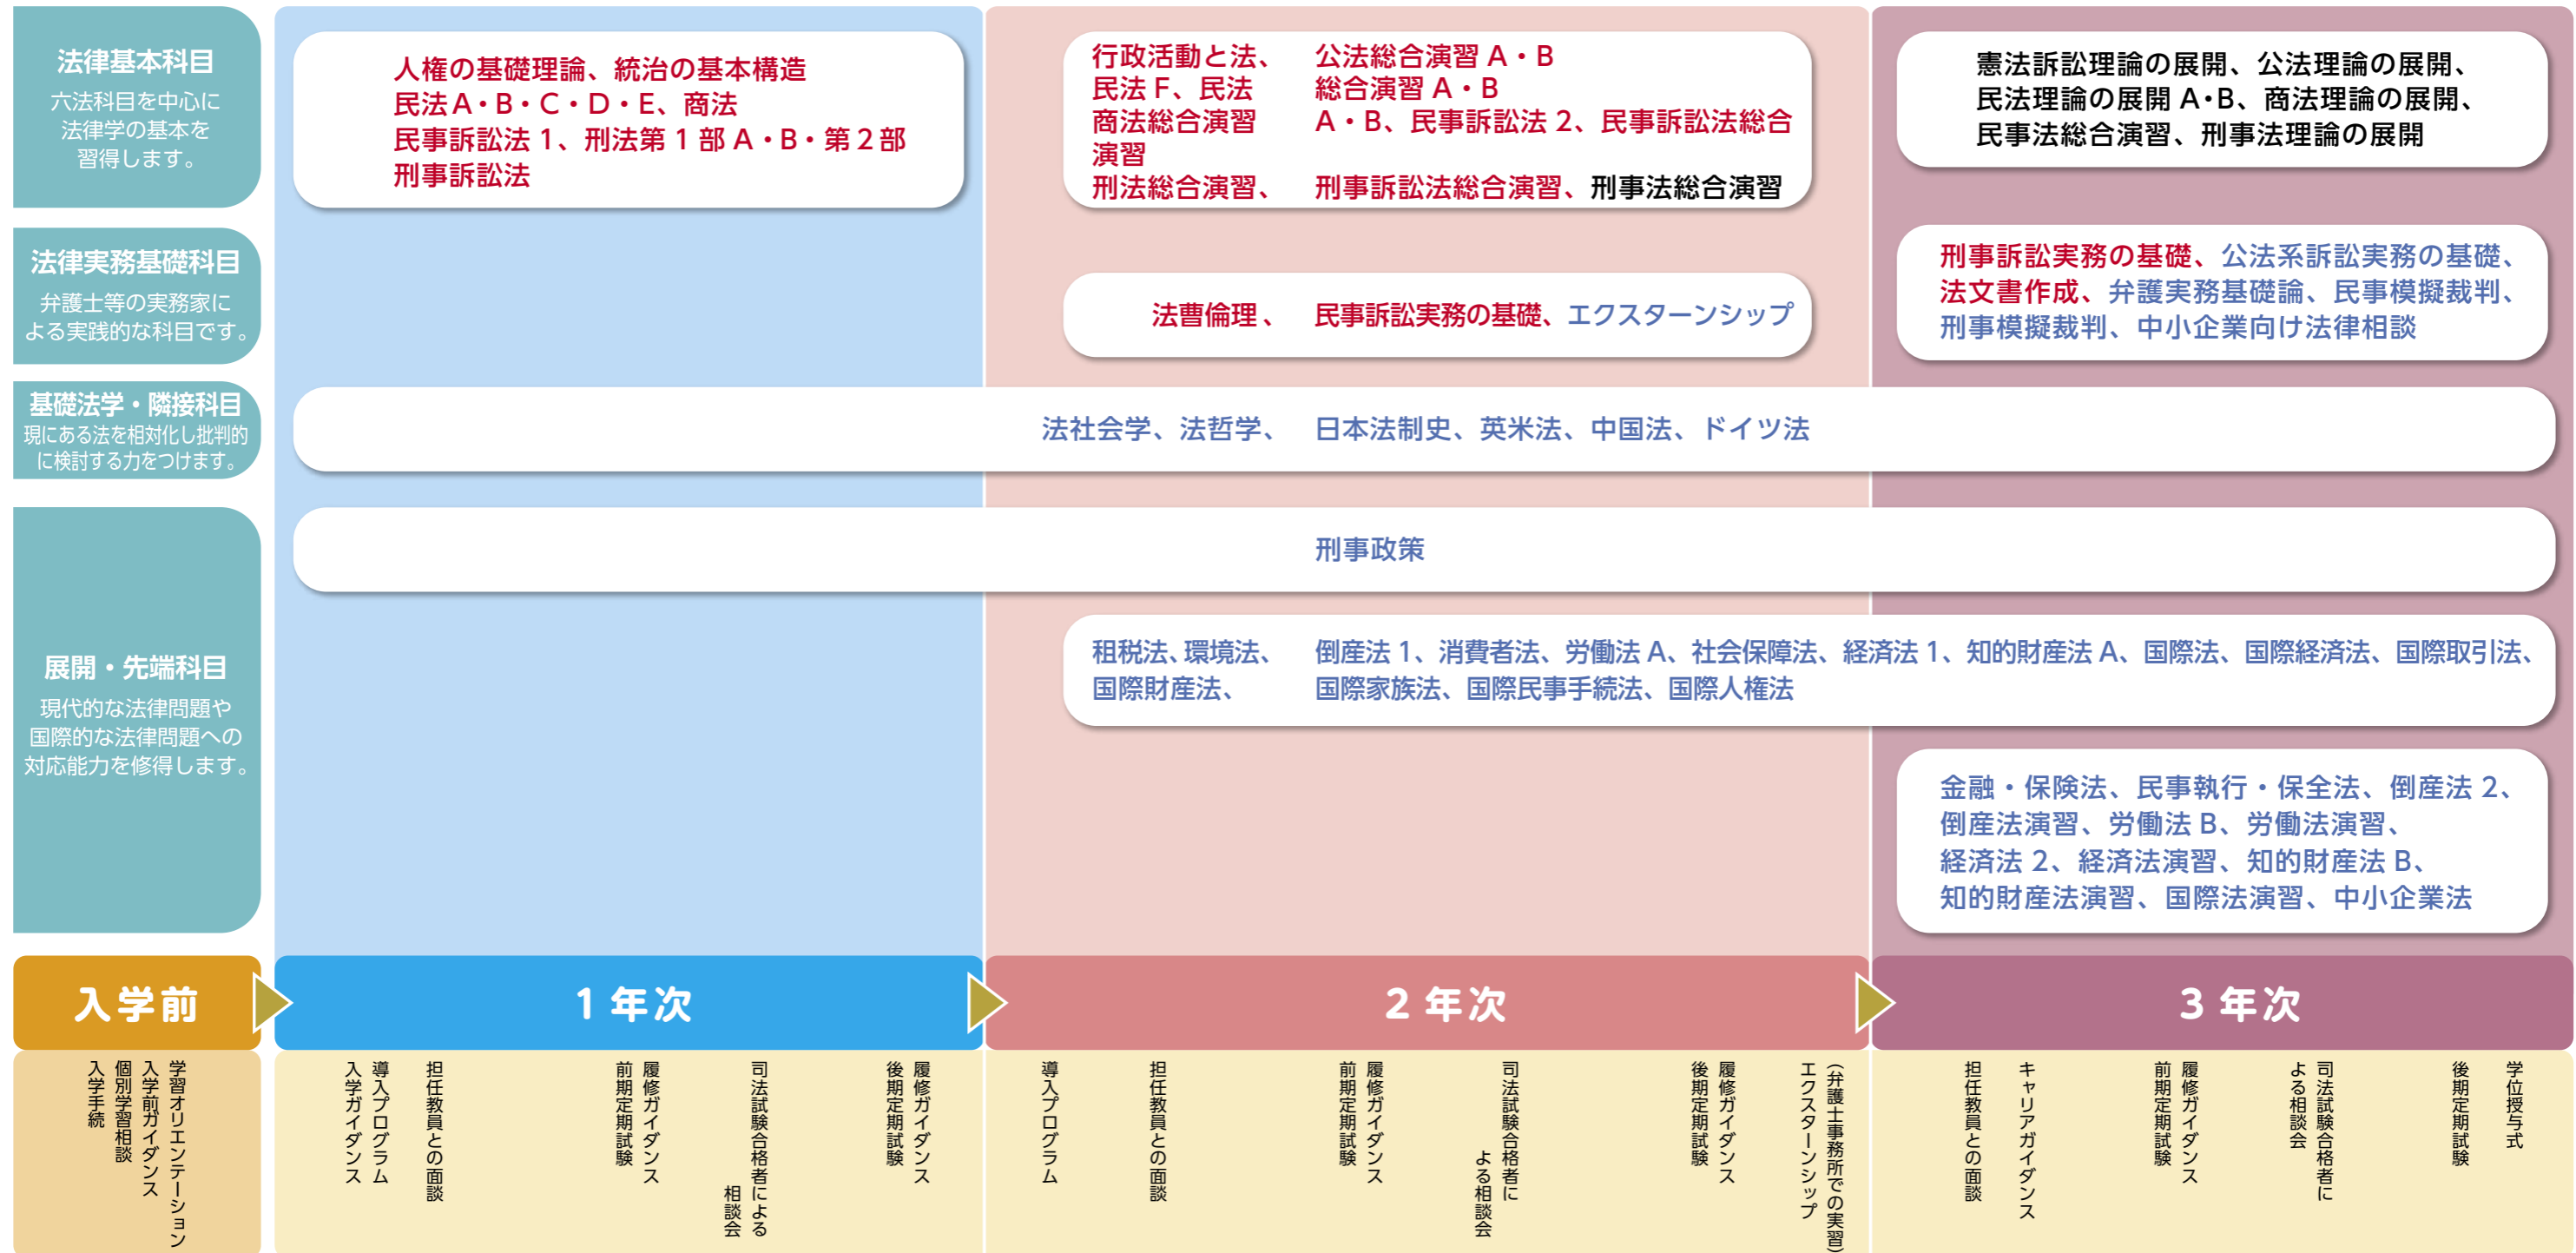 法律基本科目
六法科目を中心に
法律学の基本を
習得します。
人権の基礎理論、統治の基本構造
民法A・B・C・D・E、商法
民事訴訟法 1、刑法第 1 部 A・B・第 2 部
刑事訴訟法
行政活動と法、 公法総合演習 A・B
民法 F、民法 総合演習 A・B
商法総合演習 A・B、民事訴訟法 2、民事訴訟法総合
演習
刑法総合演習、 刑事訴訟法総合演習、刑事法総合演習
憲法訴訟理論の展開、公法理論の展開、
民法理論の展開 A・B、商法理論の展開、
民事法総合演習、刑事法理論の展開
法律実務基礎科目
弁護士等の実務家に
よる実践的な科目です。
法曹倫理、 民事訴訟実務の基礎、エクスターンシップ
刑事訴訟実務の基礎、公法系訴訟実務の基礎、
法文書作成、弁護実務基礎論、民事模擬裁判、
刑事模擬裁判、中小企業向け法律相談
基礎法学・隣接科目
現にある法を相対化し批判的
に検討する力をつけます。
法社会学、法哲学、 日本法制史、英米法、中国法、ドイツ法
展開・先端科目
現代的な法律問題や
国際的な法律問題への
対応能力を修得します。
刑事政策
租税法、環境法、 倒産法 1、消費者法、労働法 A、社会保障法、経済法 1、知的財産法 A、国際法、国際経済法、国際取引法、
国際財産法、 国際家族法、国際民事手続法、国際人権法
金融・保険法、民事執行・保全法、倒産法 2、
倒産法演習、労働法 B、労働法演習、
経済法 2、経済法演習、知的財産法 B、
知的財産法演習、国際法演習、中小企業法
入学前
1 年次
2 年次
3 年次
学習オリエンテーション
入学前ガイダンス
個別学習相談
入学手続
導入プログラム
入学ガイダンス
担任教員との面談
履修ガイダンス
前期定期試験
司法試験合格者による
相談会
履修ガイダンス
後期定期試験
導入プログラム
担任教員との面談
履修ガイダンス
前期定期試験
司法試験合格者に
よる相談会
履修ガイダンス
後期定期試験
(弁護士事務所での実習)
エクスターンシップ
担任教員との面談
キャリアガイダンス
履修ガイダンス
前期定期試験
司法試験合格者に
よる相談会
後期定期試験
学位授与式